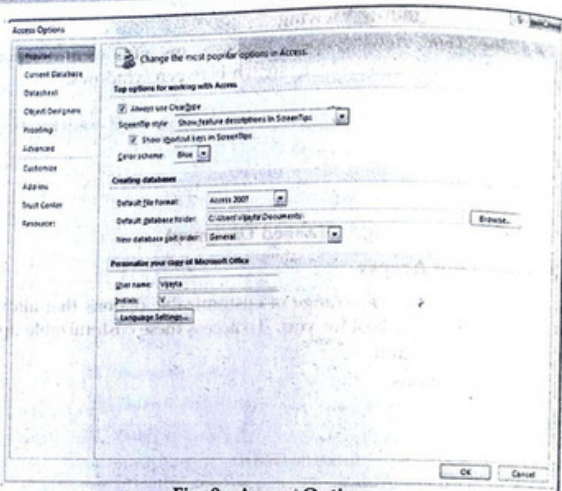 Access Options
Popular
Current Database
Datasheet
Object Designers
Proofing
Advanced
Customize
Add-ins
Trust Center
Resources
Change the most popular options in Access.
Top options for working with Access
Always use ClearType
ScreenTip style: Show feature descriptions in ScreenTips
Show shortcut keys in ScreenTips
Color scheme: Blue
Creating databases
Default file format: Access 2007
Default database folder: C:\Users\Vijayta\Documents\ Browse...
New database sort order: General
Personalize your copy of Microsoft Office
User name: Vijayta
Initials: V
Language Settings...
OK Cancel